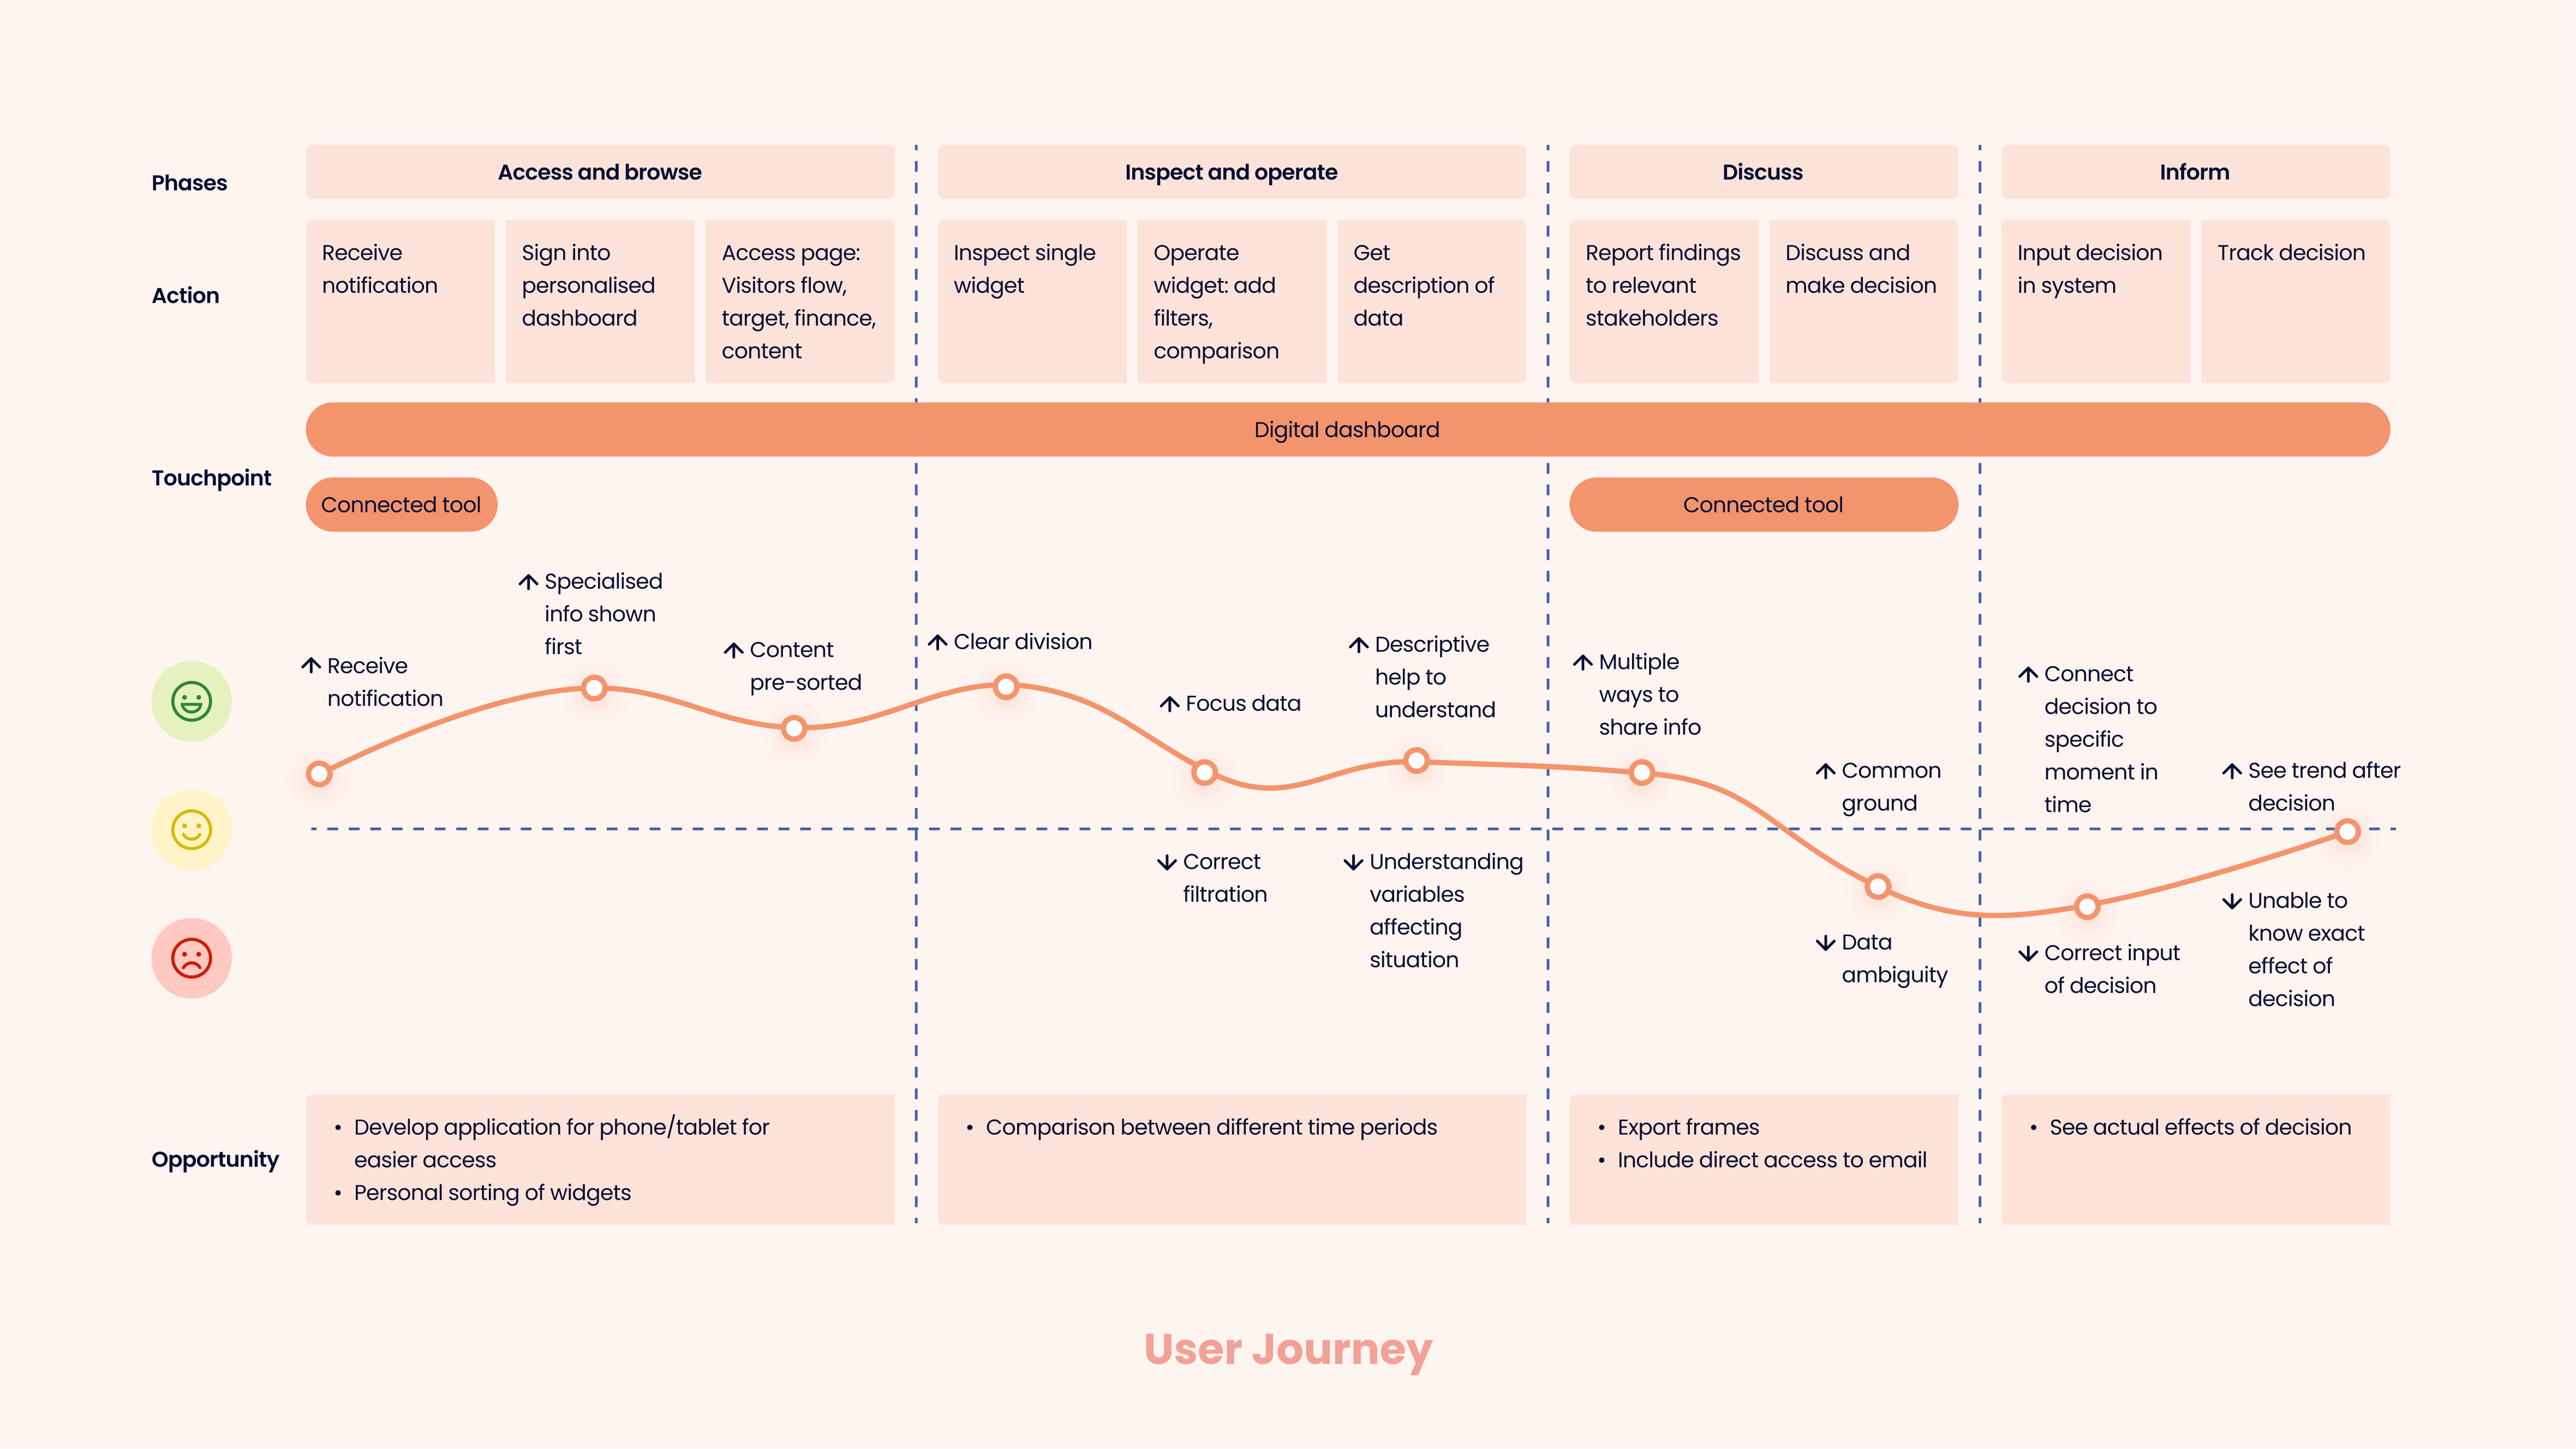 Phases
Access and browse
Inspect and operate
Discuss
Inform
Action
Receive
notification
Sign into
personalised
dashboard
Access page:
Visitors flow,
target, finance,
content
Inspect single
widget
Operate
widget: add
filters,
comparison
Get
description of
data
Report findings
to relevant
stakeholders
Discuss and
make decision
Input decision
in system
Track decision
Touchpoint
Digital dashboard
Connected tool
Connected tool
↑ Receive
notification
↑ Specialised
info shown
first
↑ Content
pre-sorted
↑ Clear division
↑ Focus data
↓ Correct
filtration
↑ Descriptive
help to
understand
↓ Understanding
variables
affecting
situation
↑ Multiple
ways to
share info
↑ Common
ground
↓ Data
ambiguity
↑ Connect
decision to
specific
moment in
time
↓ Correct input
of decision
↑ See trend after
decision
↓ Unable to
know exact
effect of
decision
Opportunity
• Develop application for phone/tablet for
easier access
• Personal sorting of widgets
• Comparison between different time periods
• Export frames
• Include direct access to email
• See actual effects of decision
User Journey